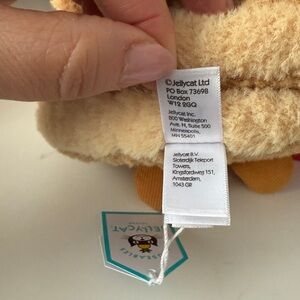 ©Jellycat Ltd
PO Box 73698
London
W12 2GQ
Jellycat Inc.
800 Washington
Ave. N, Suite 500
Minneapolis,
MN 55401
Jellycat B.V.
Sloterdijk Teleport
Towers,
Kingsfordweg 151,
Amsterdam,
1043 GR
JELLYCAT